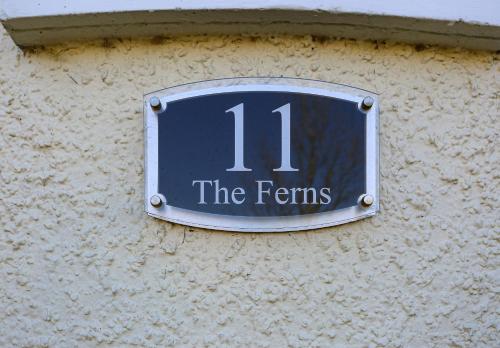 11
The Ferns